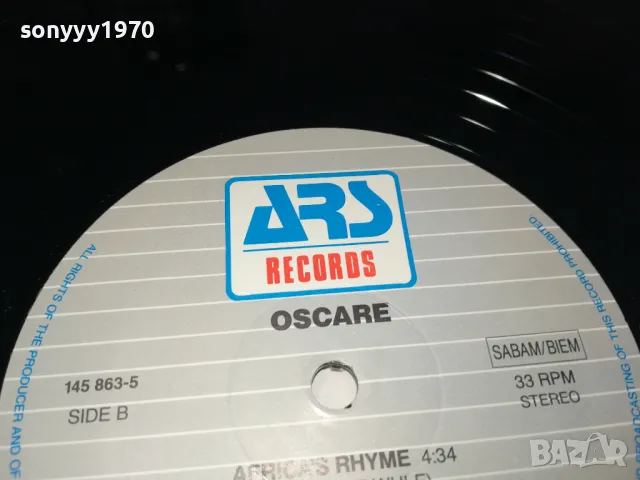 sonyyy1970
ARS
RECORDS
OSCARE
SABAM/BIEM
145 863-5
33 RPM
SIDE B
STEREO
AFRICA'S RHYME 4:34
ALL RIGHTS OF THE PRODUCER AND OF
BROADCASTING OF THIS RECORD PROHIBITED.
BAZAR